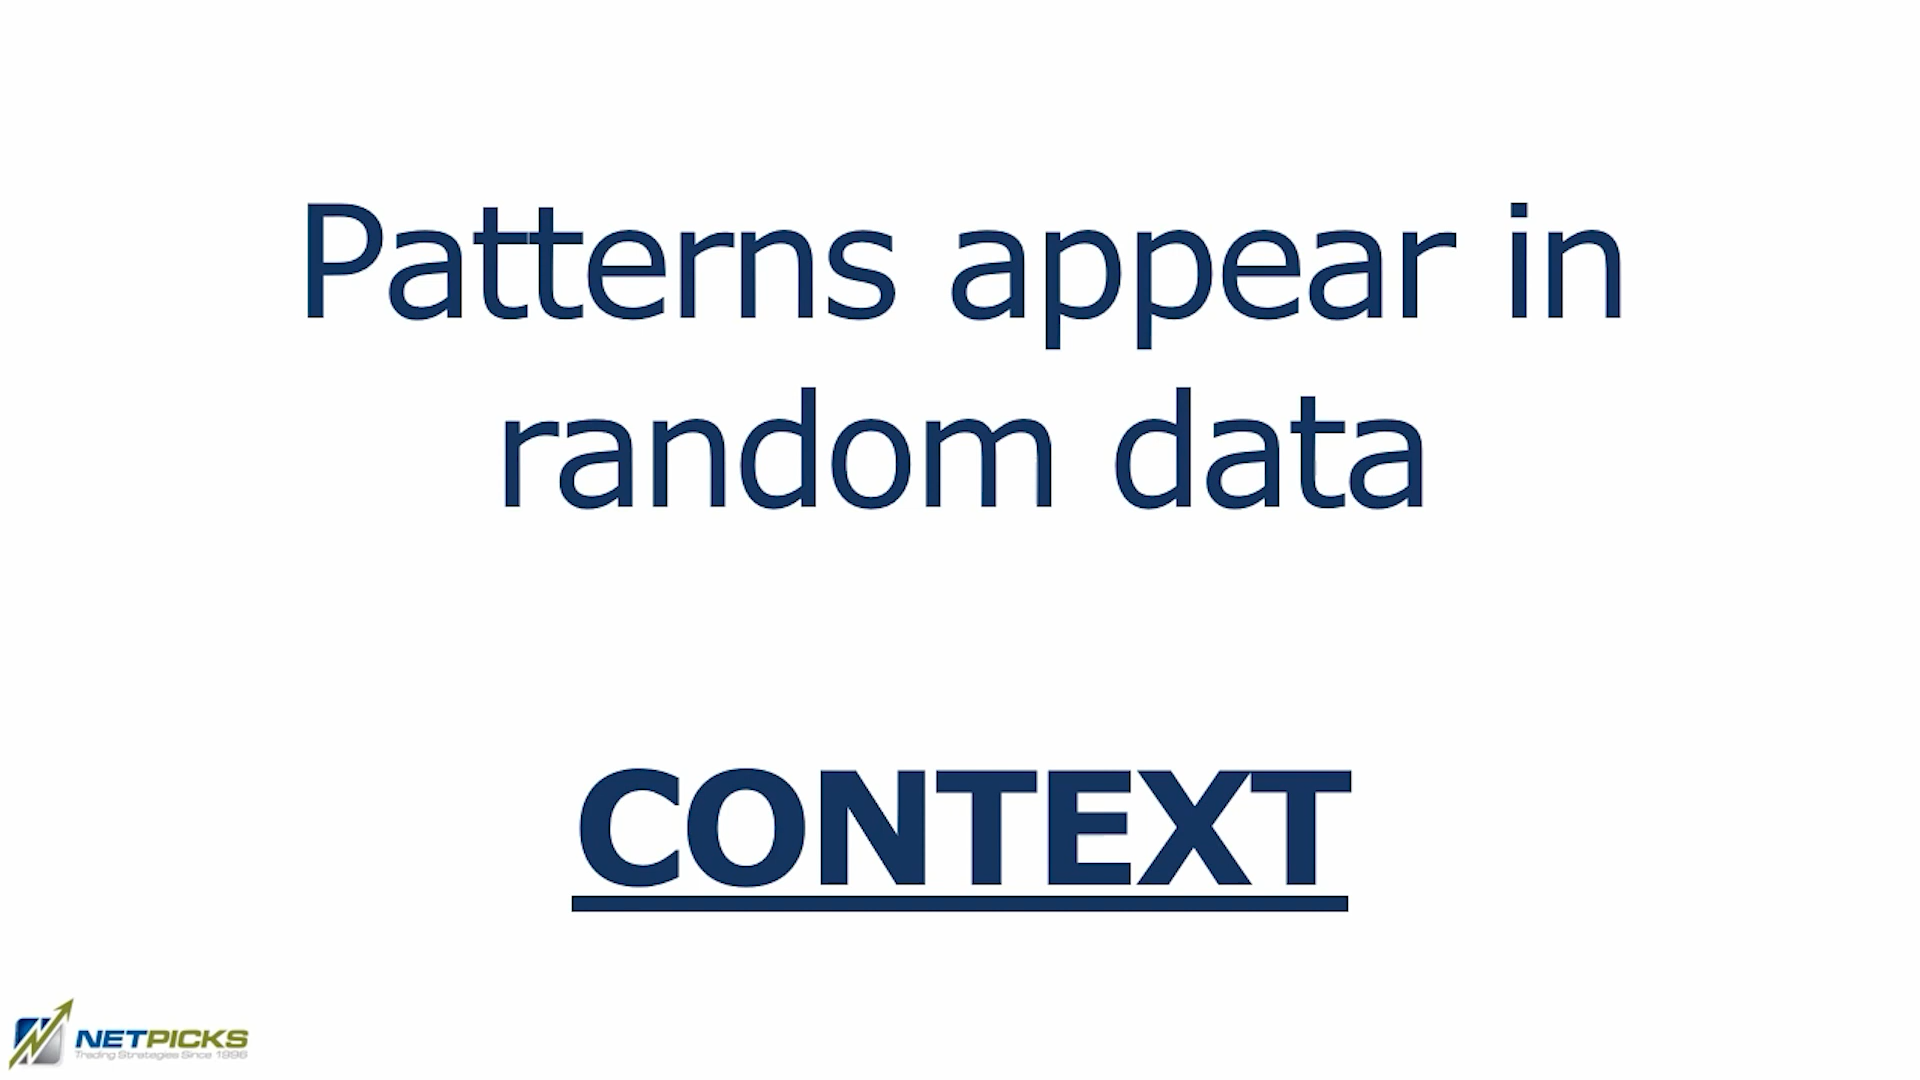 Patterns appear in
random data
CONTEXT
NETPICKS
Trading Strategies Since 1996